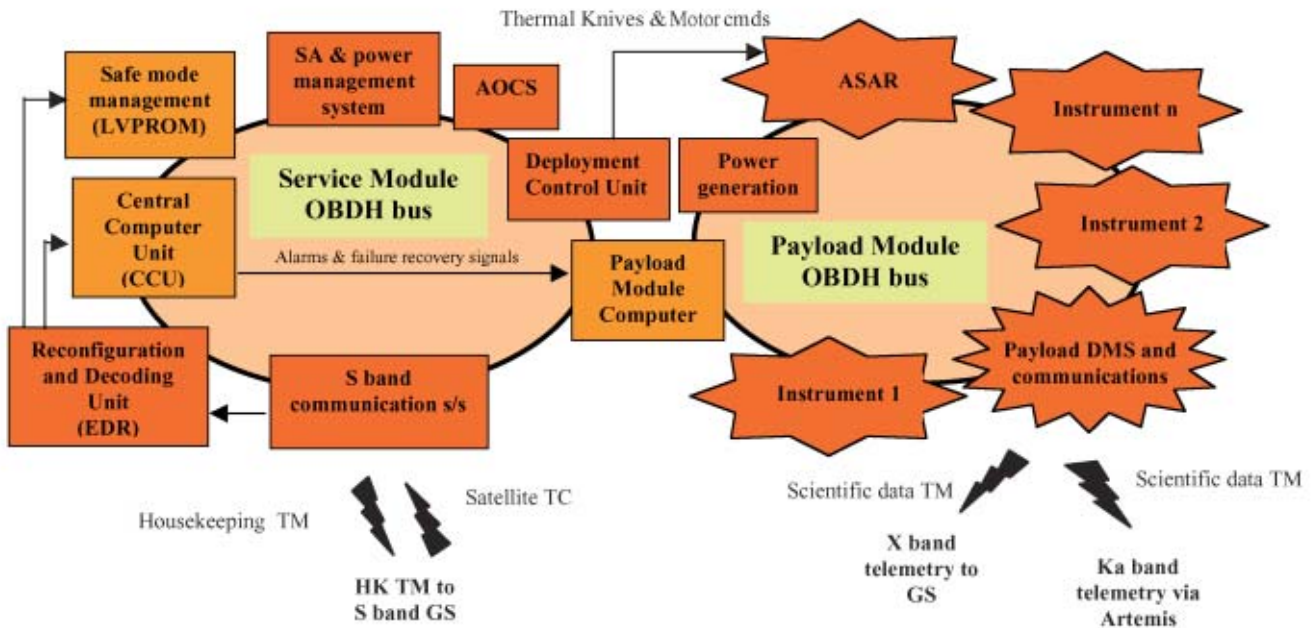 Thermal Knives & Motor cmds
Safe mode
management
(LVPROM)
SA & power
management
system
AOCS
ASAR
Instrument n
Service Module
OBDH bus
Deployment
Control Unit
Power
generation
Central
Computer
Unit
(CCU)
Instrument 2
Alarms & failure recovery signals
Payload
Module
Computer
Payload Module
OBDH bus
Reconfiguration
and Decoding
Unit
(EDR)
S band
communication s/s
Instrument 1
Payload DMS and
communications
Housekeeping TM
Satellite TC
Scientific data TM
Scientific data TM
HK TM to
S band GS
X band
telemetry to
GS
Ka band
telemetry via
Artemis